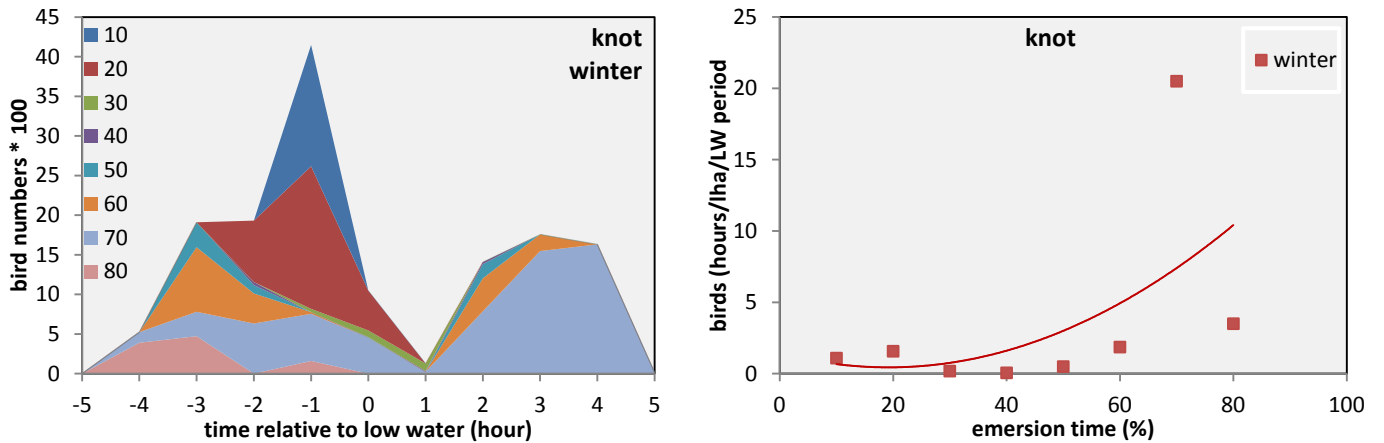 45
40
35
30
25
20
15
10
5
0
bird numbers * 100
10
20
30
40
50
60
70
80
knot
winter
-5 -4 -3 -2 -1 0 1 2 3 4 5
time relative to low water (hour)
25
20
15
10
5
0
birds (hours/lha/LW period
knot
winter
0 20 40 60 80 100
emersion time (%)